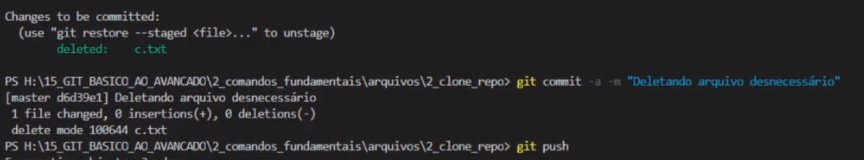 Changes to be committed:
  (use "git restore --staged <file>..." to unstage)
        deleted:    c.txt
PS H:\15_GIT_BASICO_AO_AVANCADO\2_comandos_fundamentais\arquivos\2_clone_repo> git commit -a -m "Deletando arquivo desnecessário"
[master d6d39e1] Deletando arquivo desnecessário
 1 file changed, 0 insertions(+), 0 deletions(-)
 delete mode 100644 c.txt
PS H:\15_GIT_BASICO_AO_AVANCADO\2_comandos_fundamentais\arquivos\2_clone_repo> git push